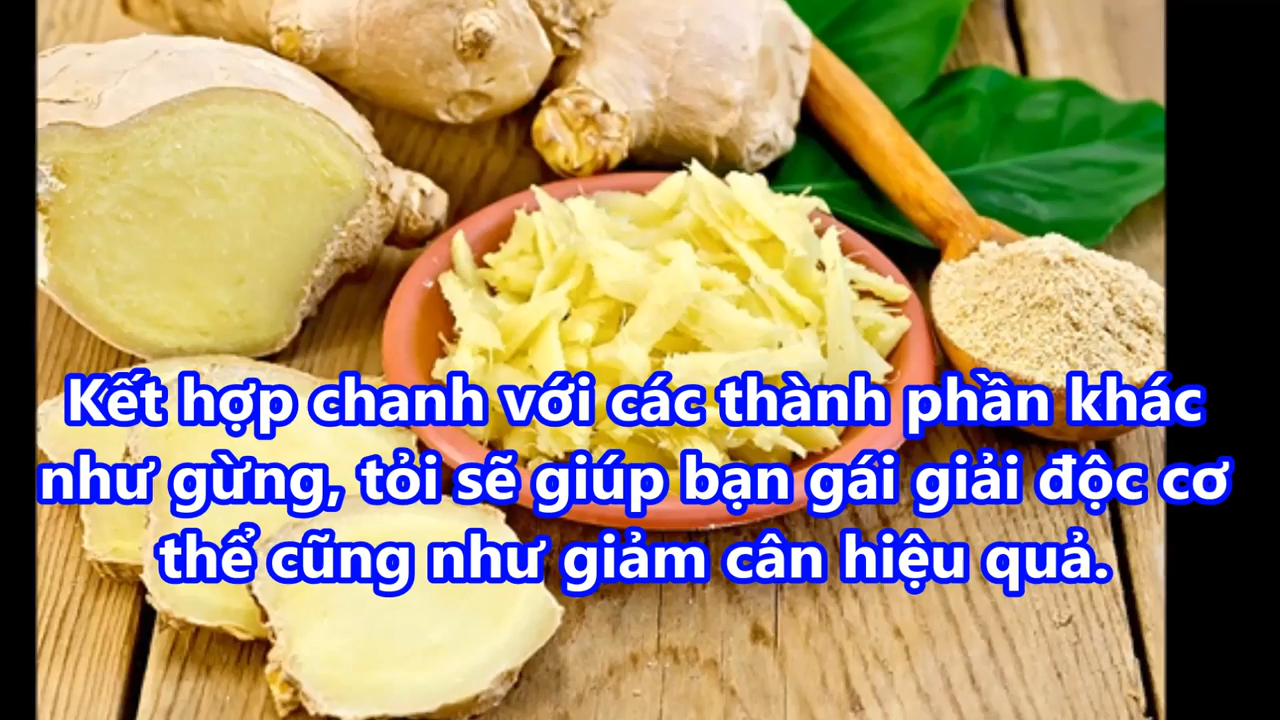 Kết hợp chanh với các thành phần khác
như gừng, tỏi sẽ giúp bạn gái giải độc cơ
thể cũng như giảm cân hiệu quả.